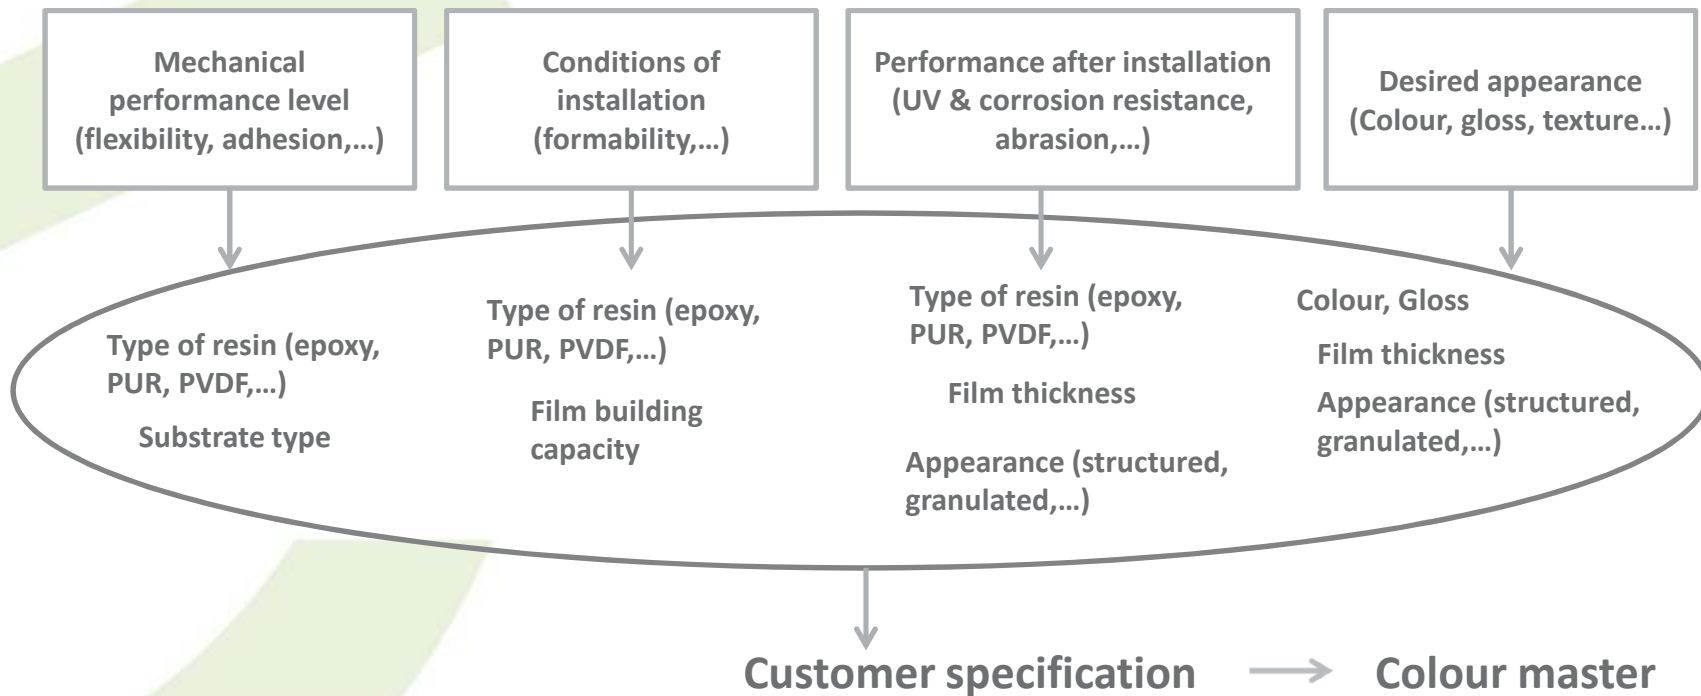 Mechanical
performance level
(flexibility, adhesion,...)
Conditions of
installation
(formability,...)
Performance after installation
(UV & corrosion resistance,
abrasion,...)
Desired appearance
(Colour, gloss, texture...)
Type of resin (epoxy,
PUR, PVDF,...)
Substrate type
Type of resin (epoxy,
PUR, PVDF,...)
Film building
capacity
Type of resin (epoxy,
PUR, PVDF,...)
Film thickness
Appearance (structured,
granulated,...)
Colour, Gloss
Film thickness
Appearance (structured,
granulated,...)
Customer specification
Colour master